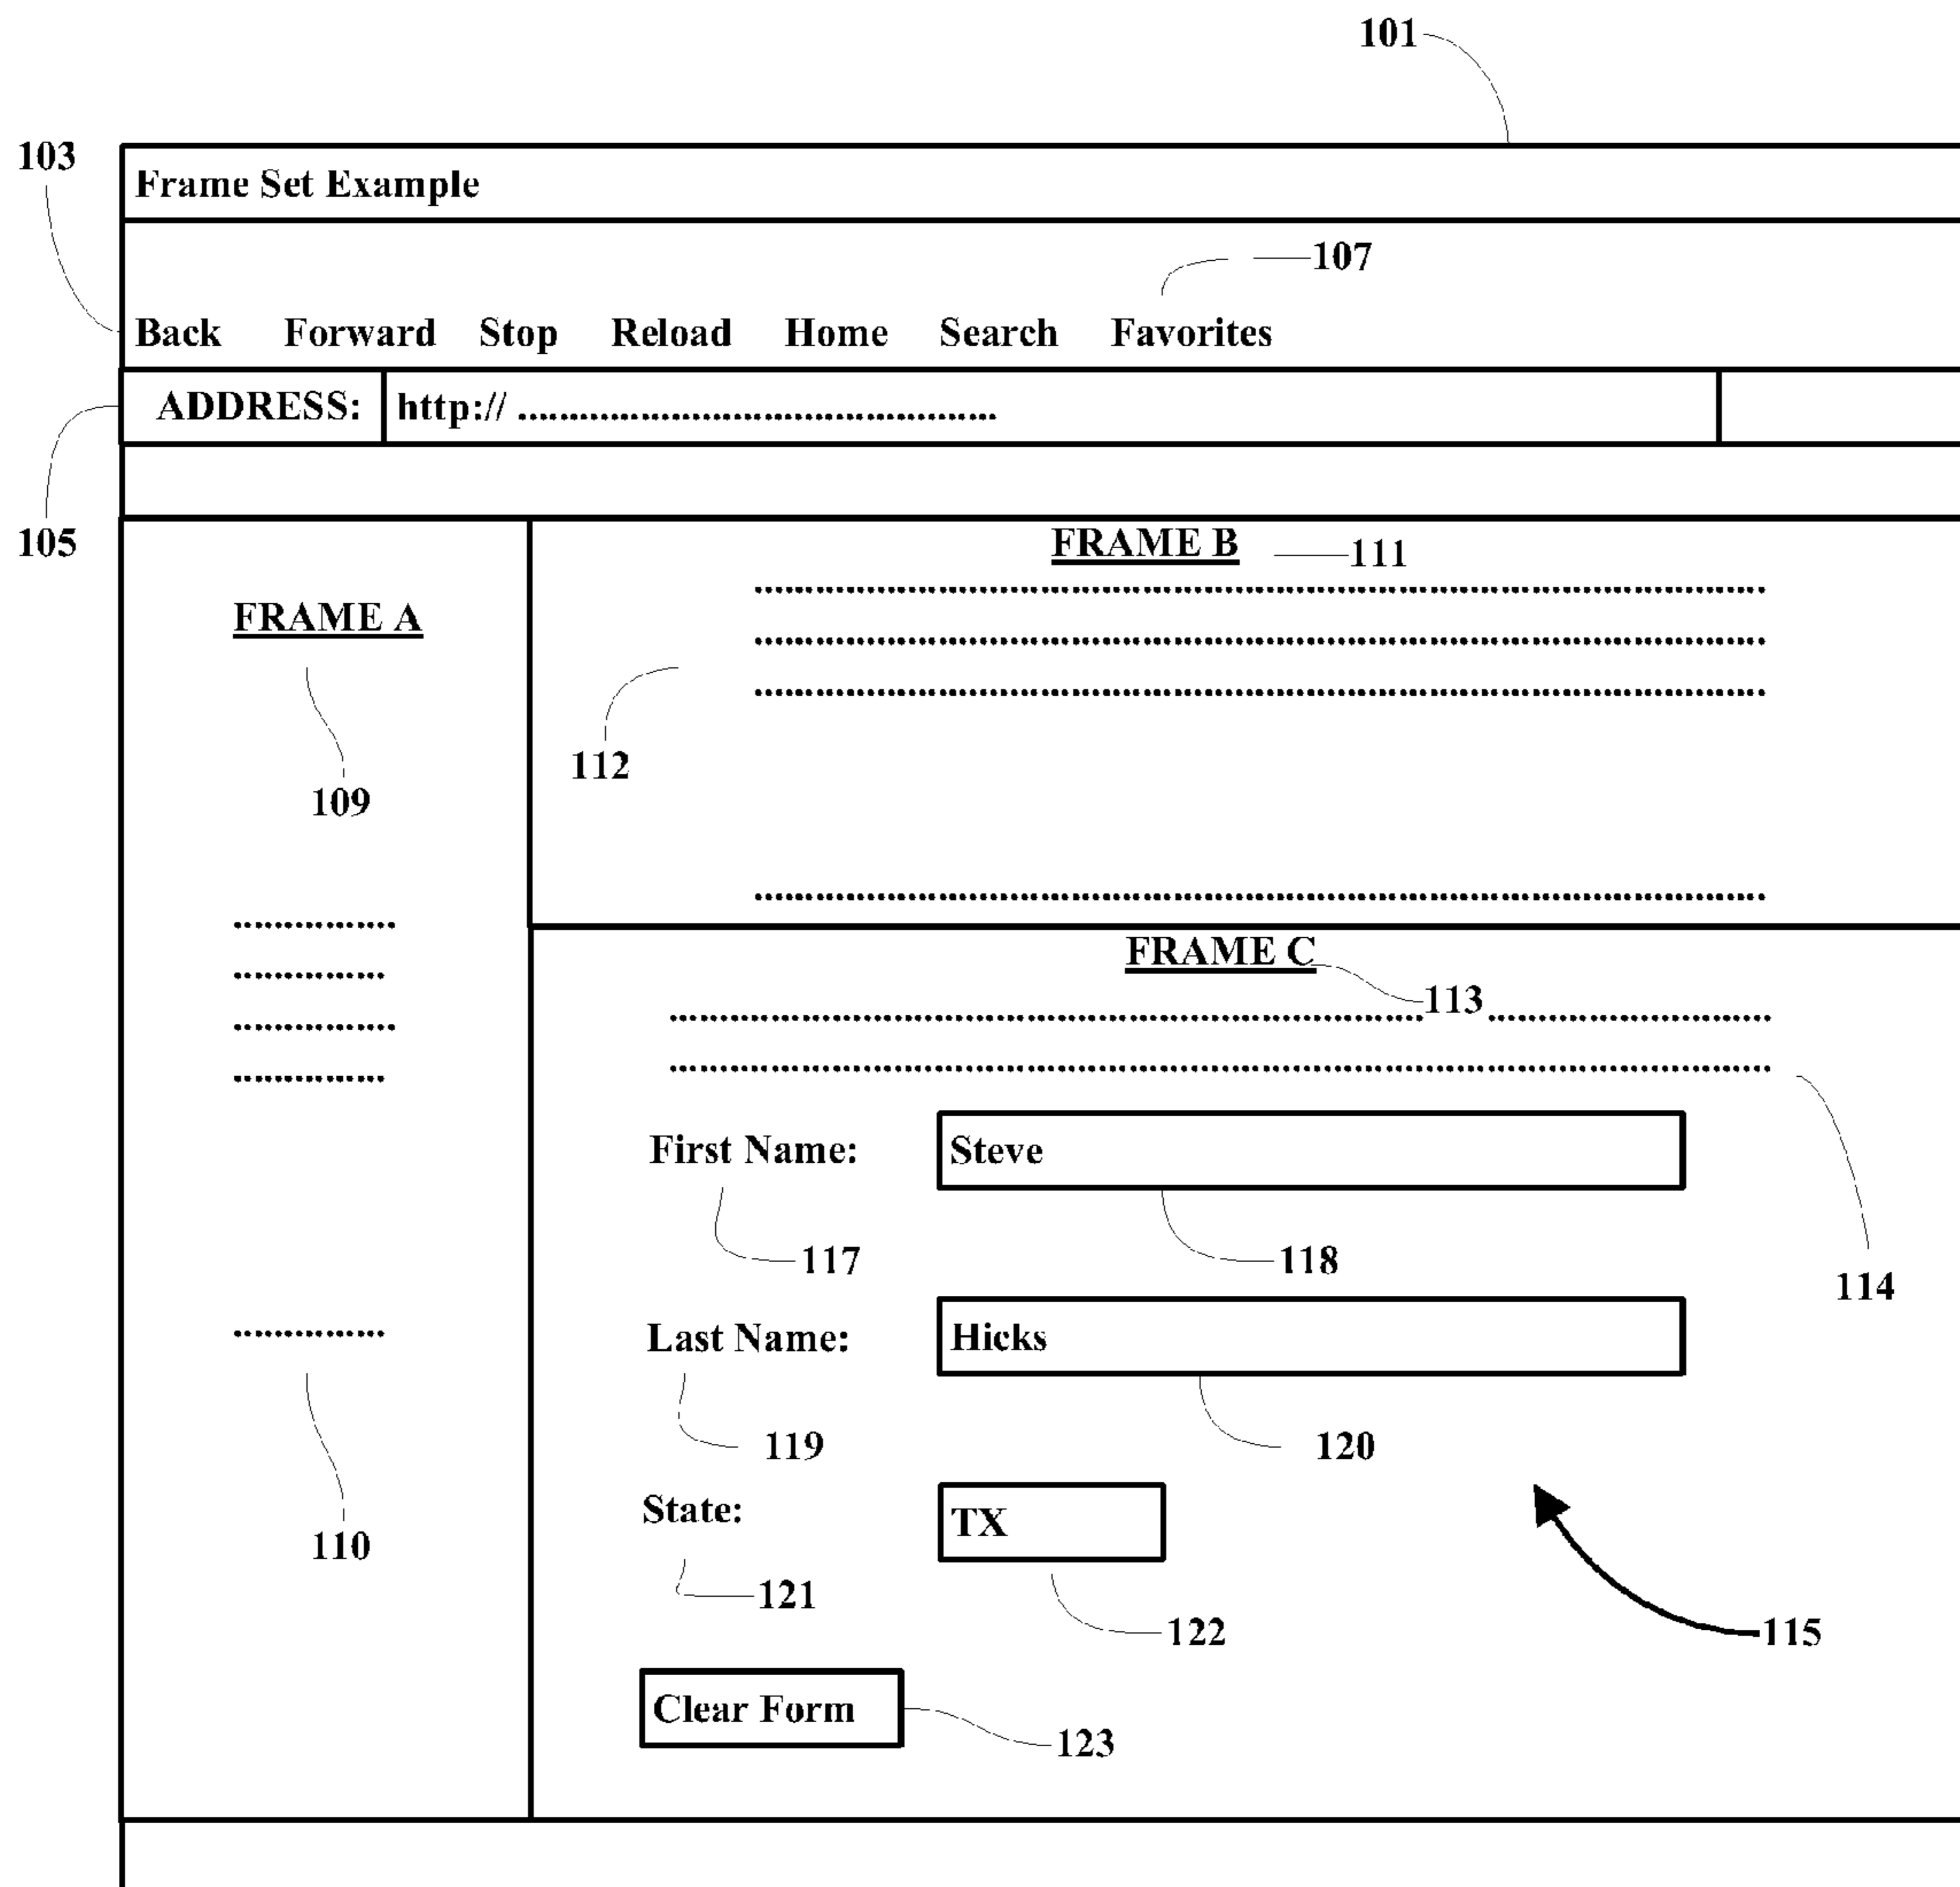 101
103
Frame Set Example
107
Back Forward Stop Reload Home Search Favorites
ADDRESS: http:// ..............................................
105
FRAME B 111
FRAME A
112
109
FRAME C
113
First Name: Steve
117 118
114
Last Name: Hicks
119 120
State: TX
110
121
122 115
Clear Form
123